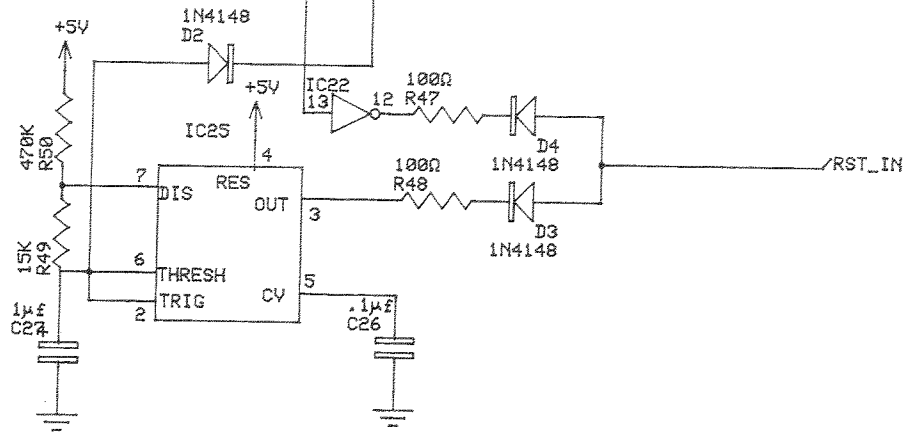 1N4148
D2
+5V
+5V
IC22
13
12
100Ω
R47
IC25
470K
R50
4
D4
1N4148
100Ω
R48
/RST_IN
7
DIS
RES
OUT
3
D3
1N4148
15K
R49
6
THRESH
5
CV
TRIG
2
1µf
C27
.1µf
C26